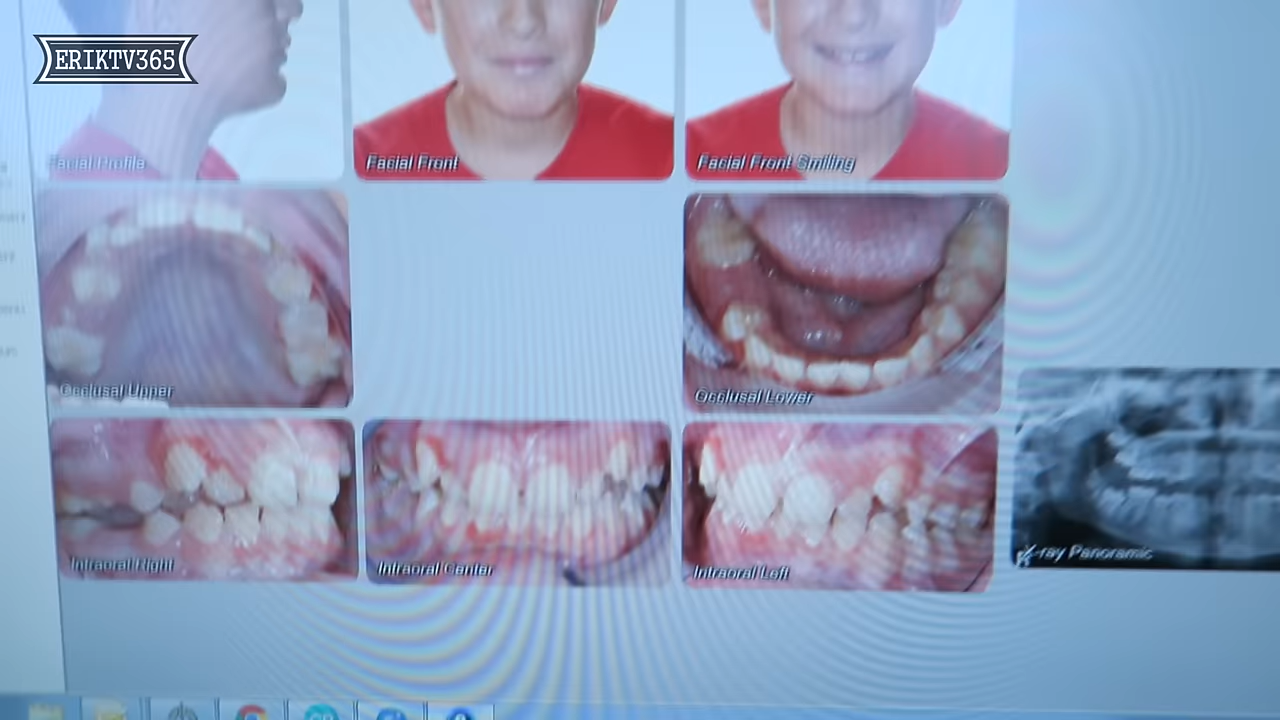 ERIKTV365
Facial Profile
Facial Front
Facial Front Smiling
Occlusal Upper
Occlusal Lower
Intraoral Right
Intraoral Center
Intraoral Left
X-ray Panoramic